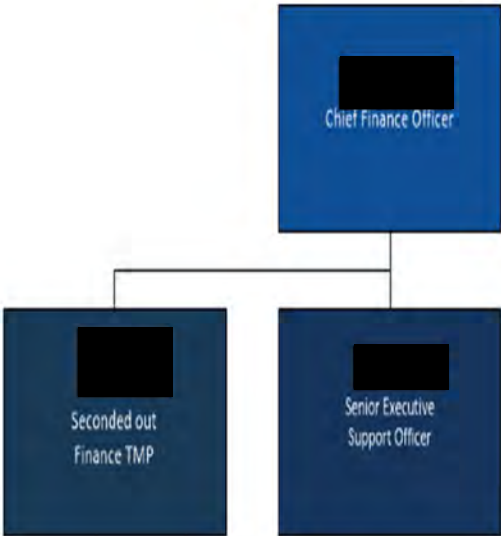 Chief Finance Officer
Seconded out
Finance TMP
Senior Executive
Support Officer